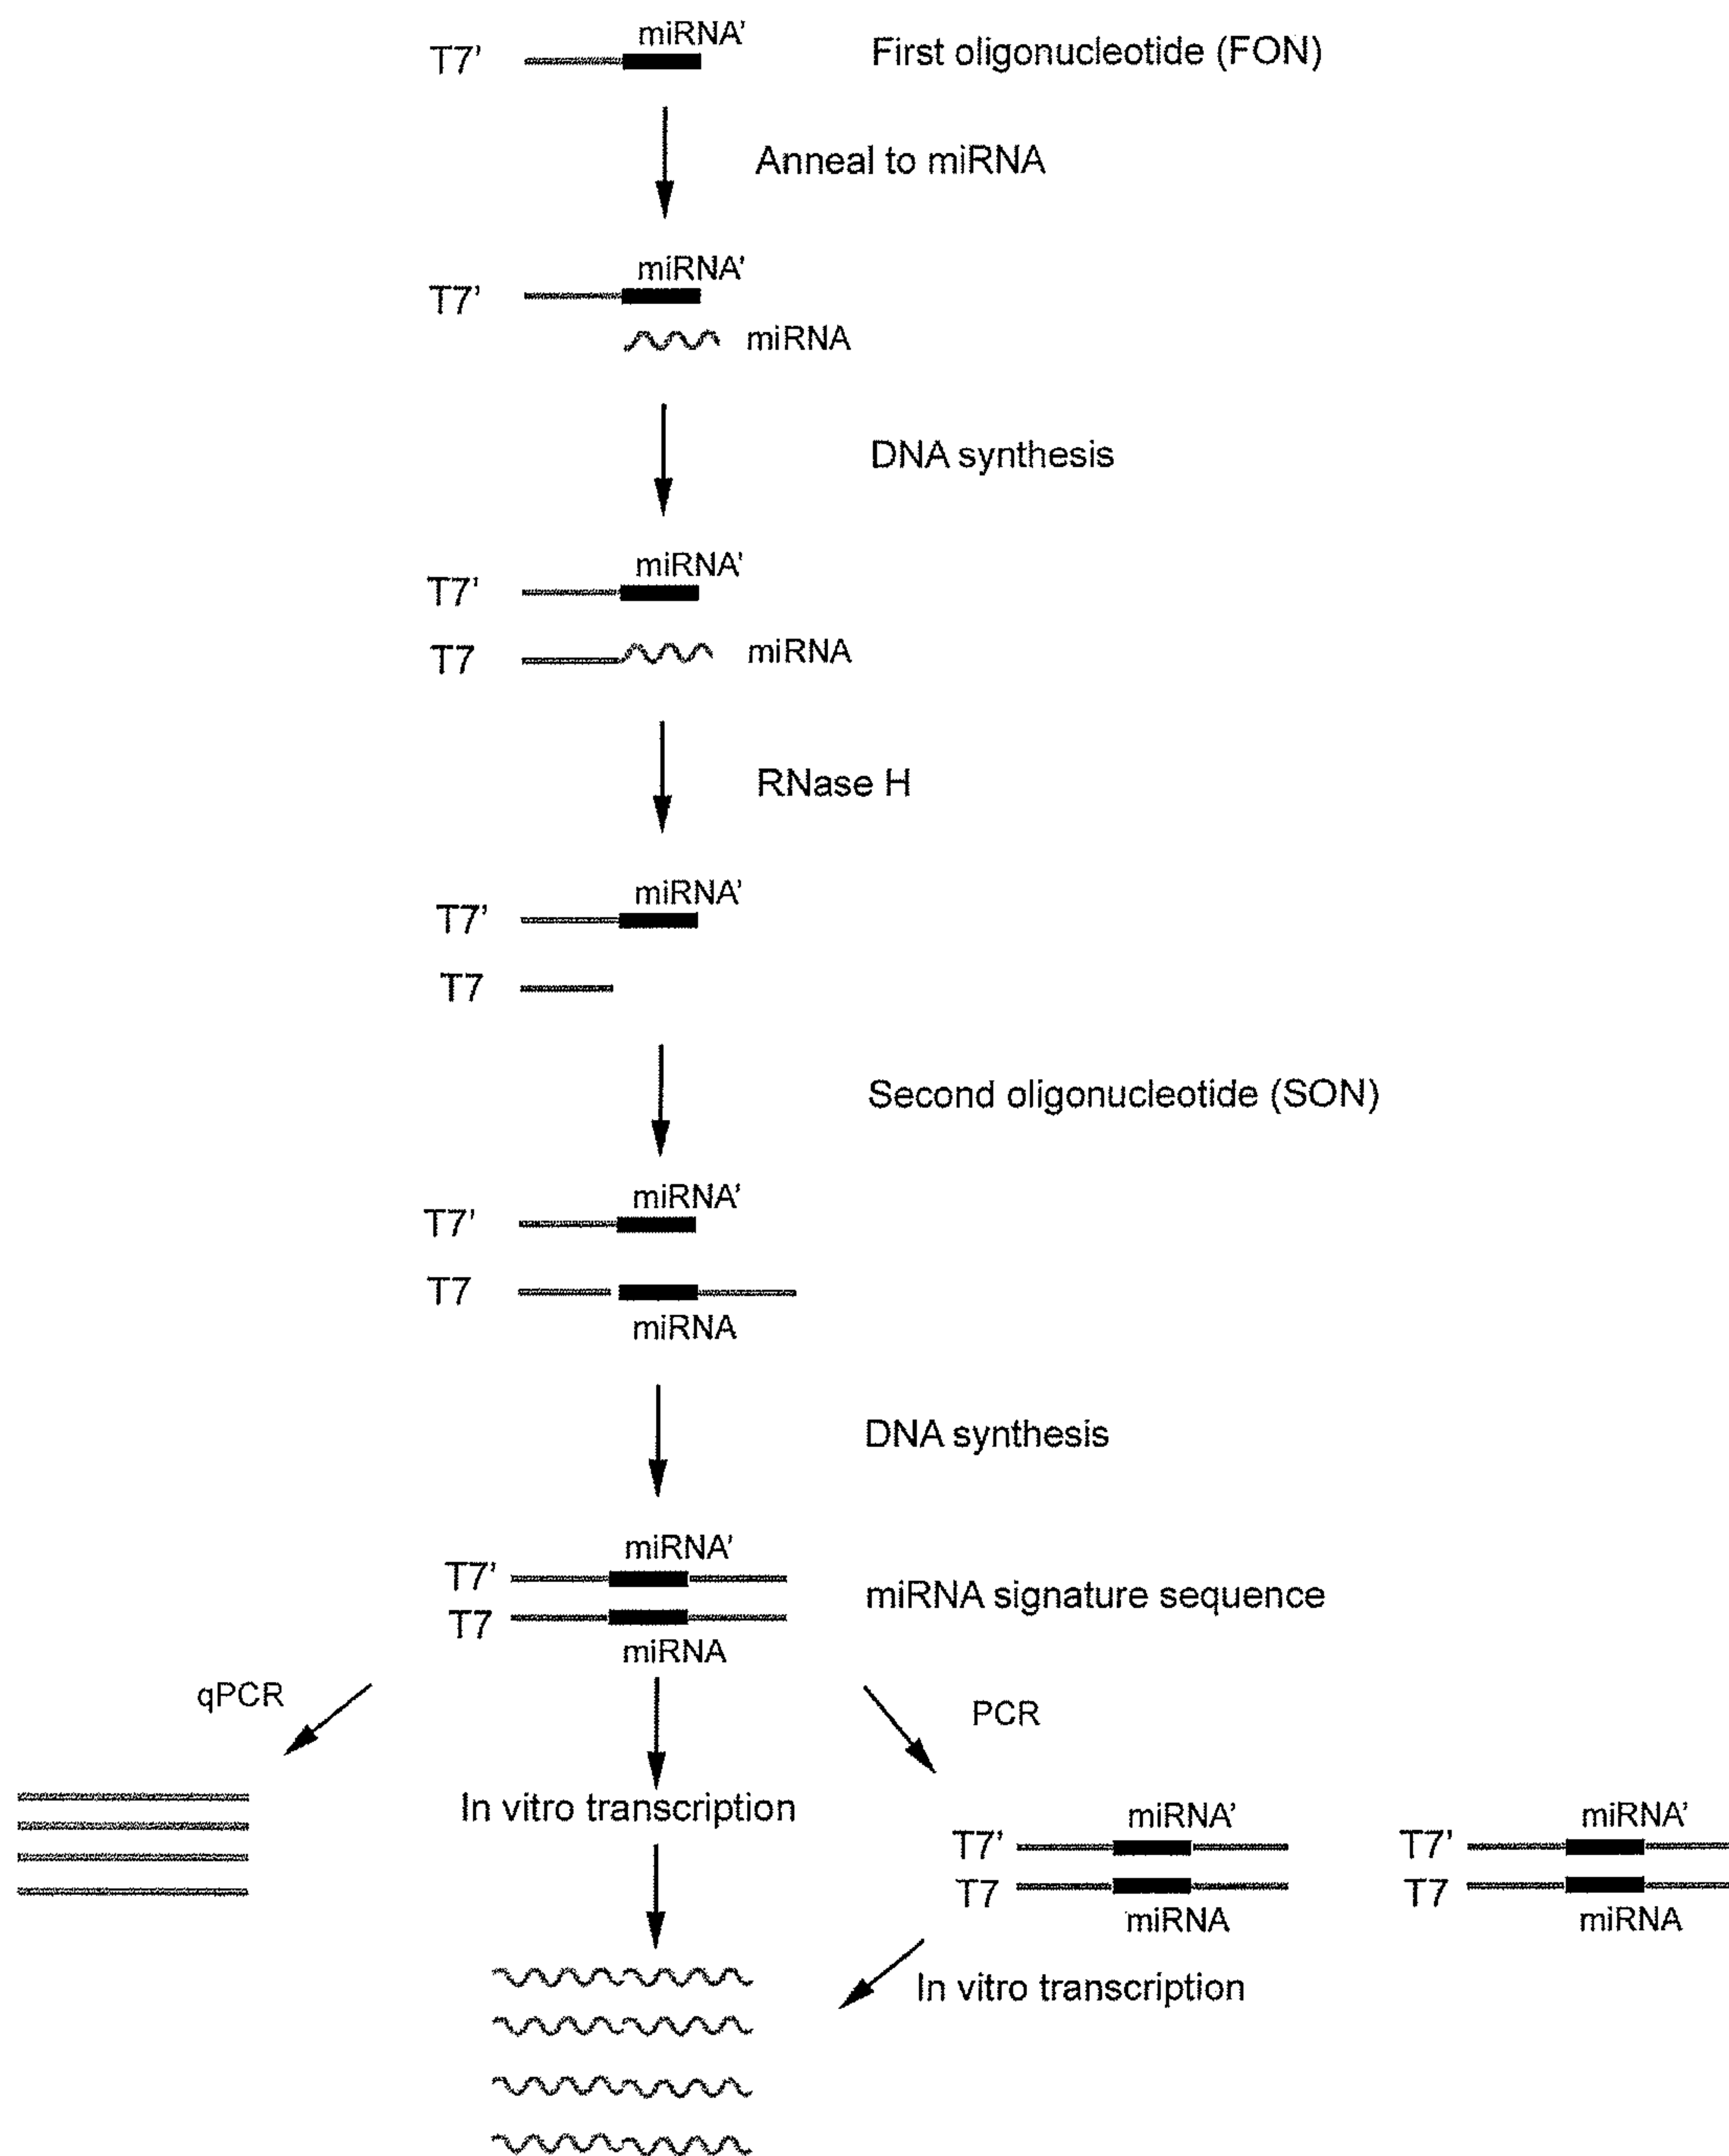 miRNA'
T7'
First oligonucleotide (FON)
Anneal to miRNA
miRNA'
T7'
miRNA
DNA synthesis
miRNA'
T7'
T7
miRNA
RNase H
miRNA'
T7'
T7
Second oligonucleotide (SON)
miRNA'
T7'
T7
miRNA
DNA synthesis
miRNA'
T7'
T7
miRNA
miRNA signature sequence
qPCR
PCR
In vitro transcription
miRNA'
T7'
T7
miRNA
miRNA'
T7'
T7
miRNA
In vitro transcription